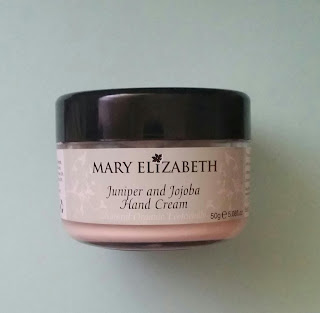 MARY ELIZABETH
Juniper and Jojoba
Hand Cream
50g